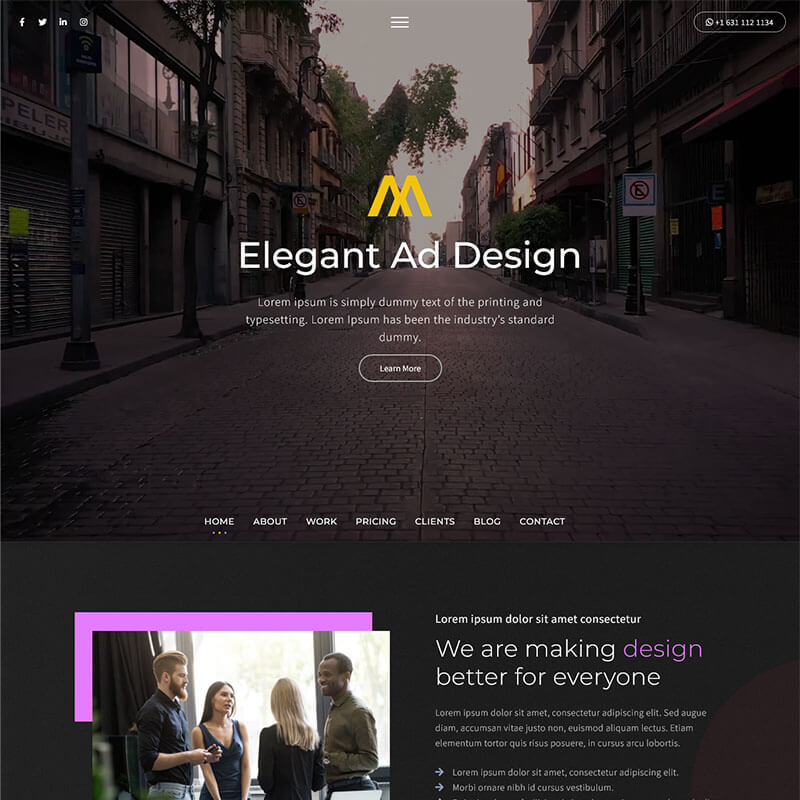 +1 631 112 1134
PELER
IBUJO
Elegant Ad Design
Lorem ipsum is simply dummy text of the printing and
typesetting. Lorem Ipsum has been the industry's standard
dummy.
Learn More
HOME ABOUT WORK PRICING CLIENTS BLOG CONTACT
Lorem ipsum dolor sit amet consectetur
We are making design
better for everyone
Lorem ipsum dolor sit amet, consectetur adipiscing elit. Sed augue
diam, accumsan vitae justo non, euismod aliquam lectus. Etiam
elementum tortor quis risus posuere, in cursus arcu lobortis.
Lorem ipsum dolor sit amet, consectetur adipiscing elit.
Morbi ornare nibh id cursus vestibulum.